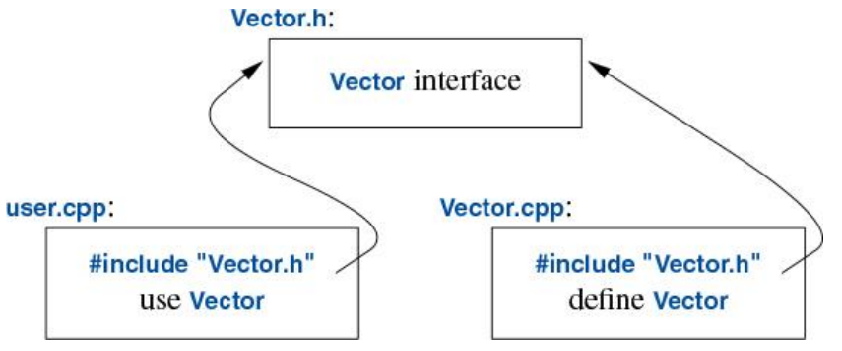 Vector.h:
Vector interface
user.cpp:
#include "Vector.h"
use Vector
Vector.cpp:
#include "Vector.h"
define Vector